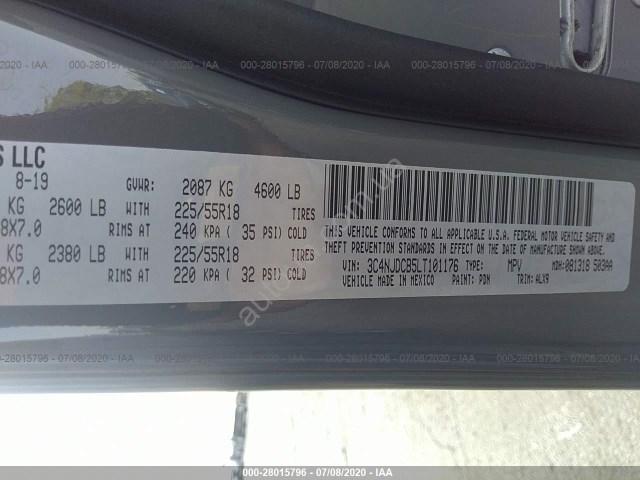 000-28015796 - 07/08/2020 - IAA
000-28015796 - 07/08/2020 - IAA
000-28015796 - 07/08/2020 - IAA
S LLC
8-19 GVWR: 2087 KG 4600 LB
KG 2600 LB WITH 225/55R18 TIRES
8X7.0 RIMS AT 240 KPA ( 35 PSI) COLD
KG 2380 LB WITH 225/55R18 TIRES
8X7.0 RIMS AT 220 KPA ( 32 PSI) COLD
THIS VEHICLE CONFORMS TO ALL APPLICABLE U.S.A. FEDERAL MOTOR VEHICLE SAFETY AND
THEFT PREVENTION STANDARDS IN EFFECT ON THE DATE OF MANUFACTURE SHOWN ABOVE.
VIN: 3C4NJDCB5LT101176 TYPE: MPV MDH: 081318 503AA
VEHICLE MADE IN MEXICO PAINT: PDN TRIM: ALX9
000-28015796 - 07/08/2020 - IAA
000-28015796 - 07/08/2020 - IAA
000-28015796 - 07/08/2020 - IAA
000-28015796 - 07/08/2020 - IAA